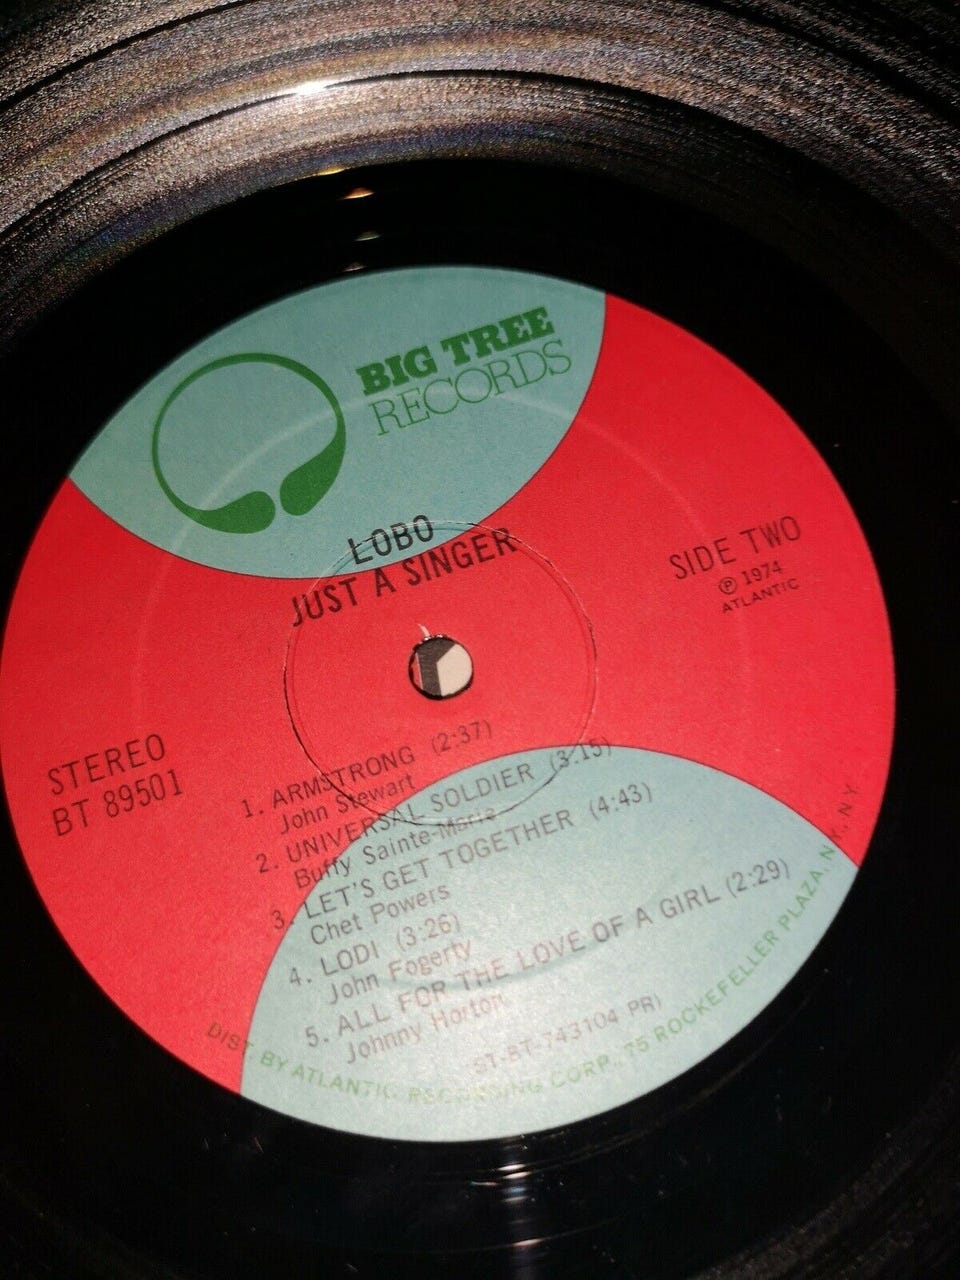 BIG TREE
RECORDS
LOBO
JUST A SINGER
SIDE TWO
℗ 1974
ATLANTIC
STEREO
BT 89501
1. ARMSTRONG (2:37)
John Stewart
2. UNIVERSAL SOLDIER (3:15)
Buffy Sainte-Marie
3. LET'S GET TOGETHER (4:43)
Chet Powers
4. LODI (3:26)
John Fogerty
5. ALL FOR THE LOVE OF A GIRL (2:29)
Johnny Horton
ST-BT-743104 PR)
DIST BY ATLANTIC RECORDING CORP., 75 ROCKEFELLER PLAZA, N.Y. N.Y.